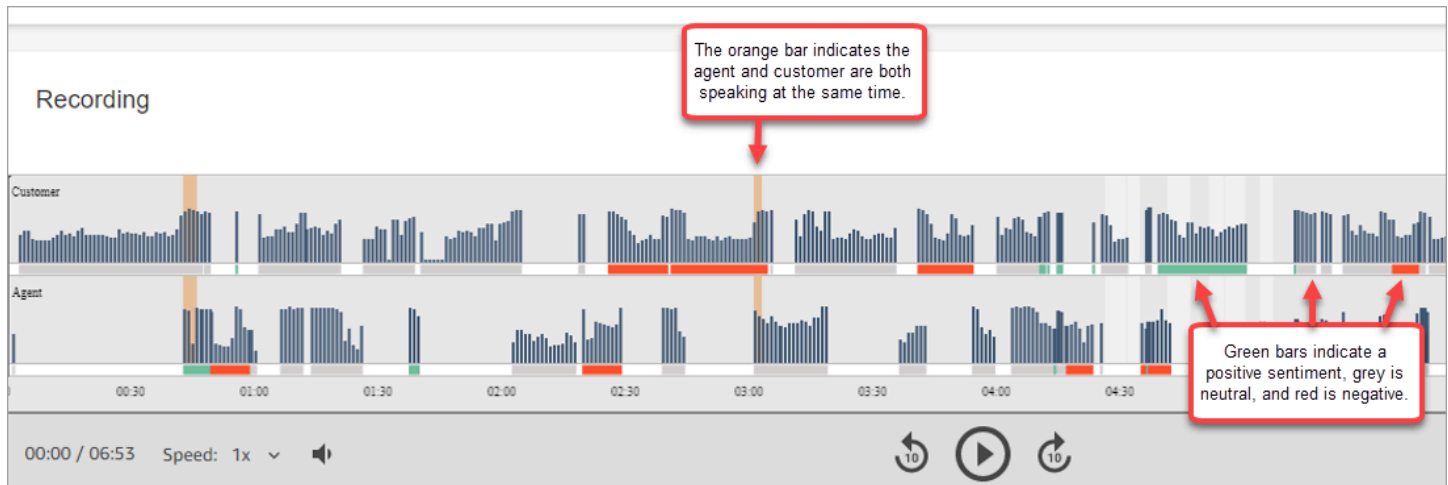 The orange bar indicates the
agent and customer are both
speaking at the same time.
Recording
Customer
Agent
00:30 01:00 01:30 02:00 02:30 03:00 03:30 04:00 04:30
Green bars indicate a
positive sentiment, grey is
neutral, and red is negative.
00:00 / 06:53 Speed: 1x
10 10